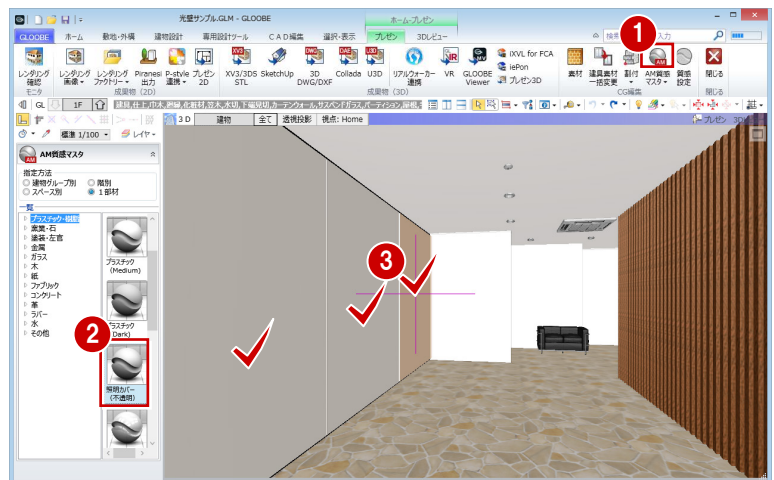 光壁サンプル.GLM - GLOOBE
ホーム-プレゼン
GLOOBE ホーム 敷地・外構 建物設計 専用設計ツール CAD編集 選択・表示 プレゼン 3Dレビュー 入力
1
レンダリング確認 レンダリング画像 レンダリングファクトリー Piranesi出力 P-style連携 プレゼン2D XV3/3DS STL SketchUp 3D DWG/DXF Collada U3D リアルウォーカー連携 VR GLOOBE Viewer iXVL for FCA iePon プレゼン3D 素材 建具素材一括変更 割付 AM質感マスタ 質感設定 閉じる
モニタ 成果物 (2D) 成果物 (3D) CG編集 閉じる
GL 1F
標準 1/100 レイヤー
3D 建物 全て 透視投影 視点: Home
プレゼン 3D
AM質感マスタ
指定方法
建物グループ別 階別
スペース別 1部材
一覧
プラスチック・樹脂
窯業・石
塗装・左官
金属
ガラス
木
紙
ファブリック
コンクリート
革
ラバー
水
その他
プラスチック
(Medium)
プラスチック
Dark)
2
照明カバー
(不透明)
3